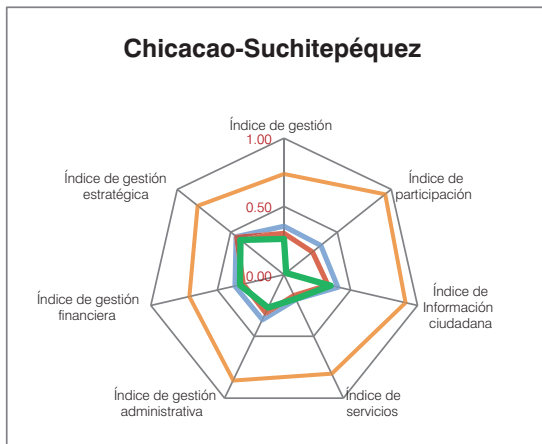 Chicacao-Suchitepéquez
Índice de gestión
1.00
Índice de
participación
Índice de gestión
estratégica
0.50
0.00
Índice de
Información
ciudadana
Índice de gestión
financiera
Índice de
servicios
Índice de gestión
administrativa